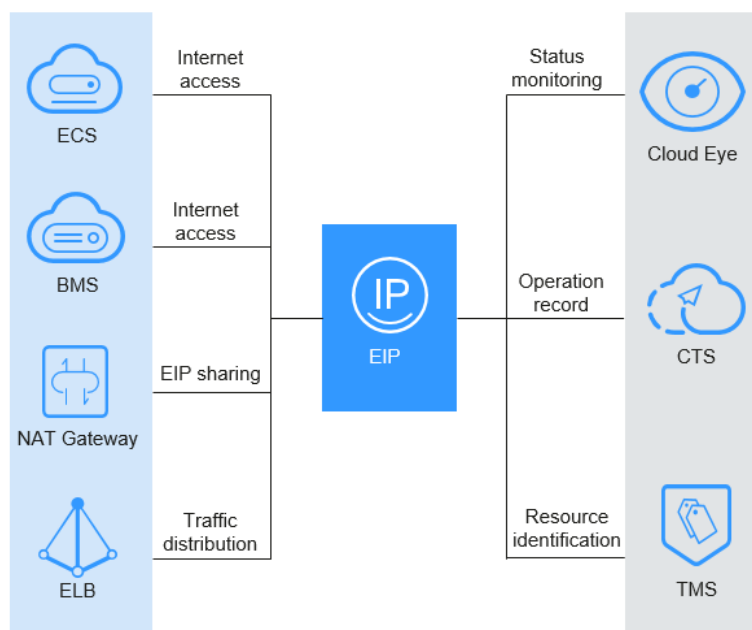 Internet
access
ECS
Internet
access
BMS
EIP sharing
NAT Gateway
Traffic
distribution
ELB
IP
EIP
Status
monitoring
Cloud Eye
Operation
record
CTS
Resource
identification
TMS